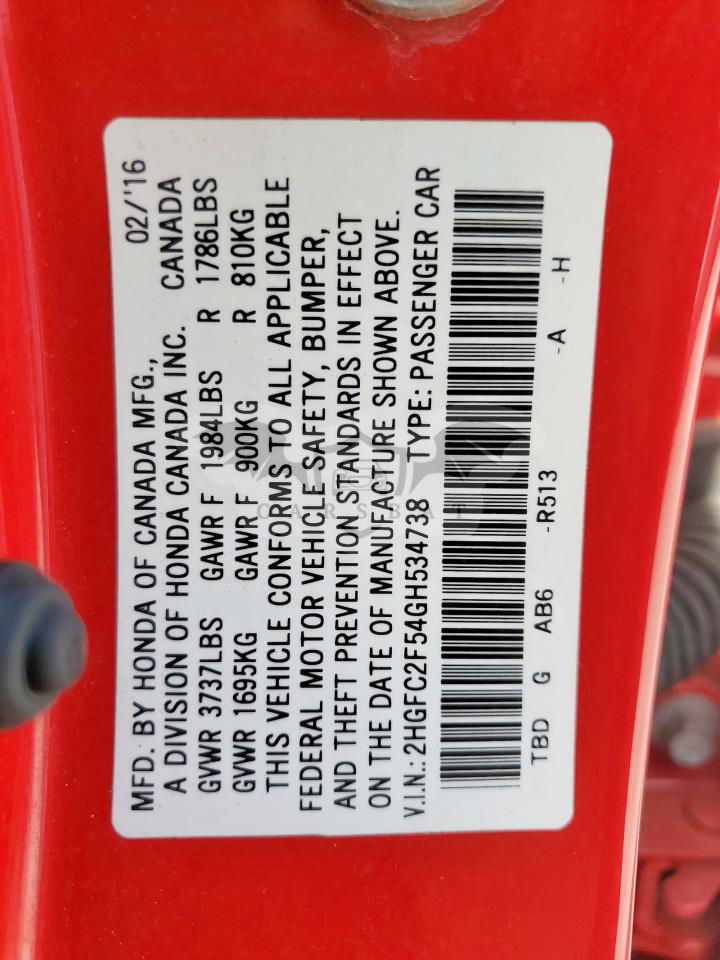 02/'16
MFD. BY HONDA OF CANADA MFG.,
A DIVISION OF HONDA CANADA INC. CANADA
GVWR 3737LBS GAWR F 1984LBS R 1786LBS
GVWR 1695KG GAWR F 900KG R 810KG
THIS VEHICLE CONFORMS TO ALL APPLICABLE
FEDERAL MOTOR VEHICLE SAFETY, BUMPER,
AND THEFT PREVENTION STANDARDS IN EFFECT
ON THE DATE OF MANUFACTURE SHOWN ABOVE.
V.I.N.: 2HGFC2F54GH534738 TYPE: PASSENGER CAR
TBD G AB6 -R513 -A -H
CARSBAT